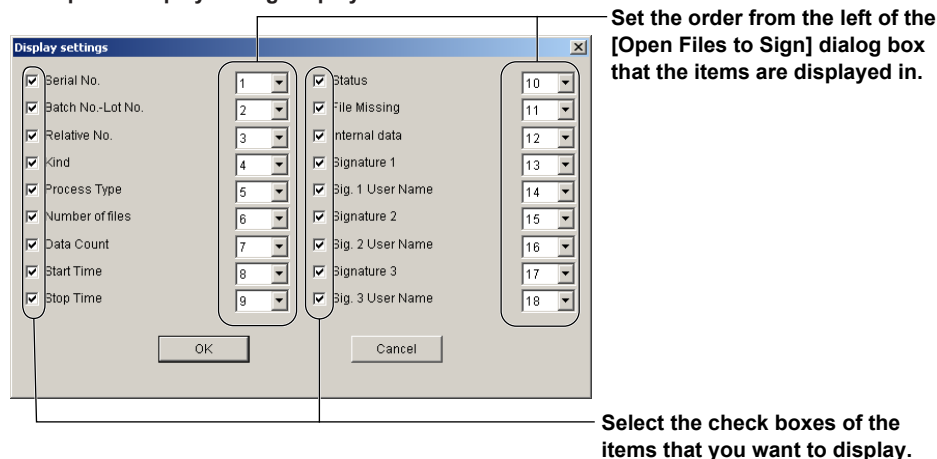 Set the order from the left of the
[Open Files to Sign] dialog box
that the items are displayed in.
Display settings
Serial No. 1 Status 10
Batch No.-Lot No. 2 File Missing 11
Relative No. 3 Internal data 12
Kind 4 Signature 1 13
Process Type 5 Sig. 1 User Name 14
Number of files 6 Signature 2 15
Data Count 7 Sig. 2 User Name 16
Start Time 8 Signature 3 17
Stop Time 9 Sig. 3 User Name 18
OK Cancel
Select the check boxes of the
items that you want to display.